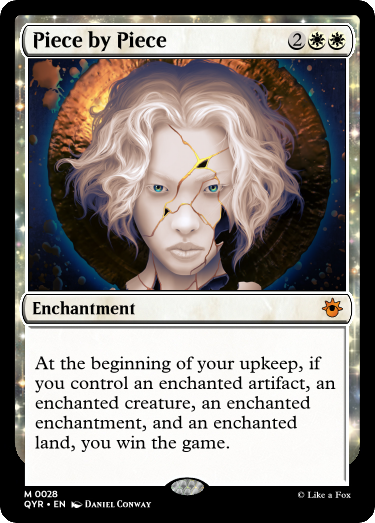 Piece by Piece 2
Enchantment
At the beginning of your upkeep, if
you control an enchanted artifact, an
enchanted creature, an enchanted
enchantment, and an enchanted
land, you win the game.
M 0028
QYR • EN Daniel Conway
© Like a Fox